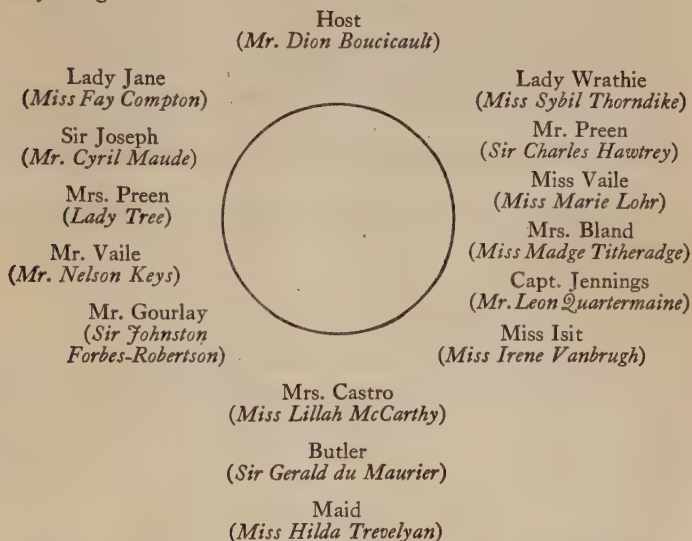 Host
(Mr. Dion Boucicault)
Lady Jane
(Miss Fay Compton)
Sir Joseph
(Mr. Cyril Maude)
Mrs. Preen
(Lady Tree)
Mr. Vaile
(Mr. Nelson Keys)
Mr. Gourlay
(Sir Johnston
Forbes-Robertson)
Lady Wrathie
(Miss Sybil Thorndike)
Mr. Preen
(Sir Charles Hawtrey)
Miss Vaile
(Miss Marie Lohr)
Mrs. Bland
(Miss Madge Titheradge)
Capt. Jennings
(Mr. Leon Quartermaine)
Miss Isit
(Miss Irene Vanbrugh)
Mrs. Castro
(Miss Lillah McCarthy)
Butler
(Sir Gerald du Maurier)
Maid
(Miss Hilda Trevelyan)